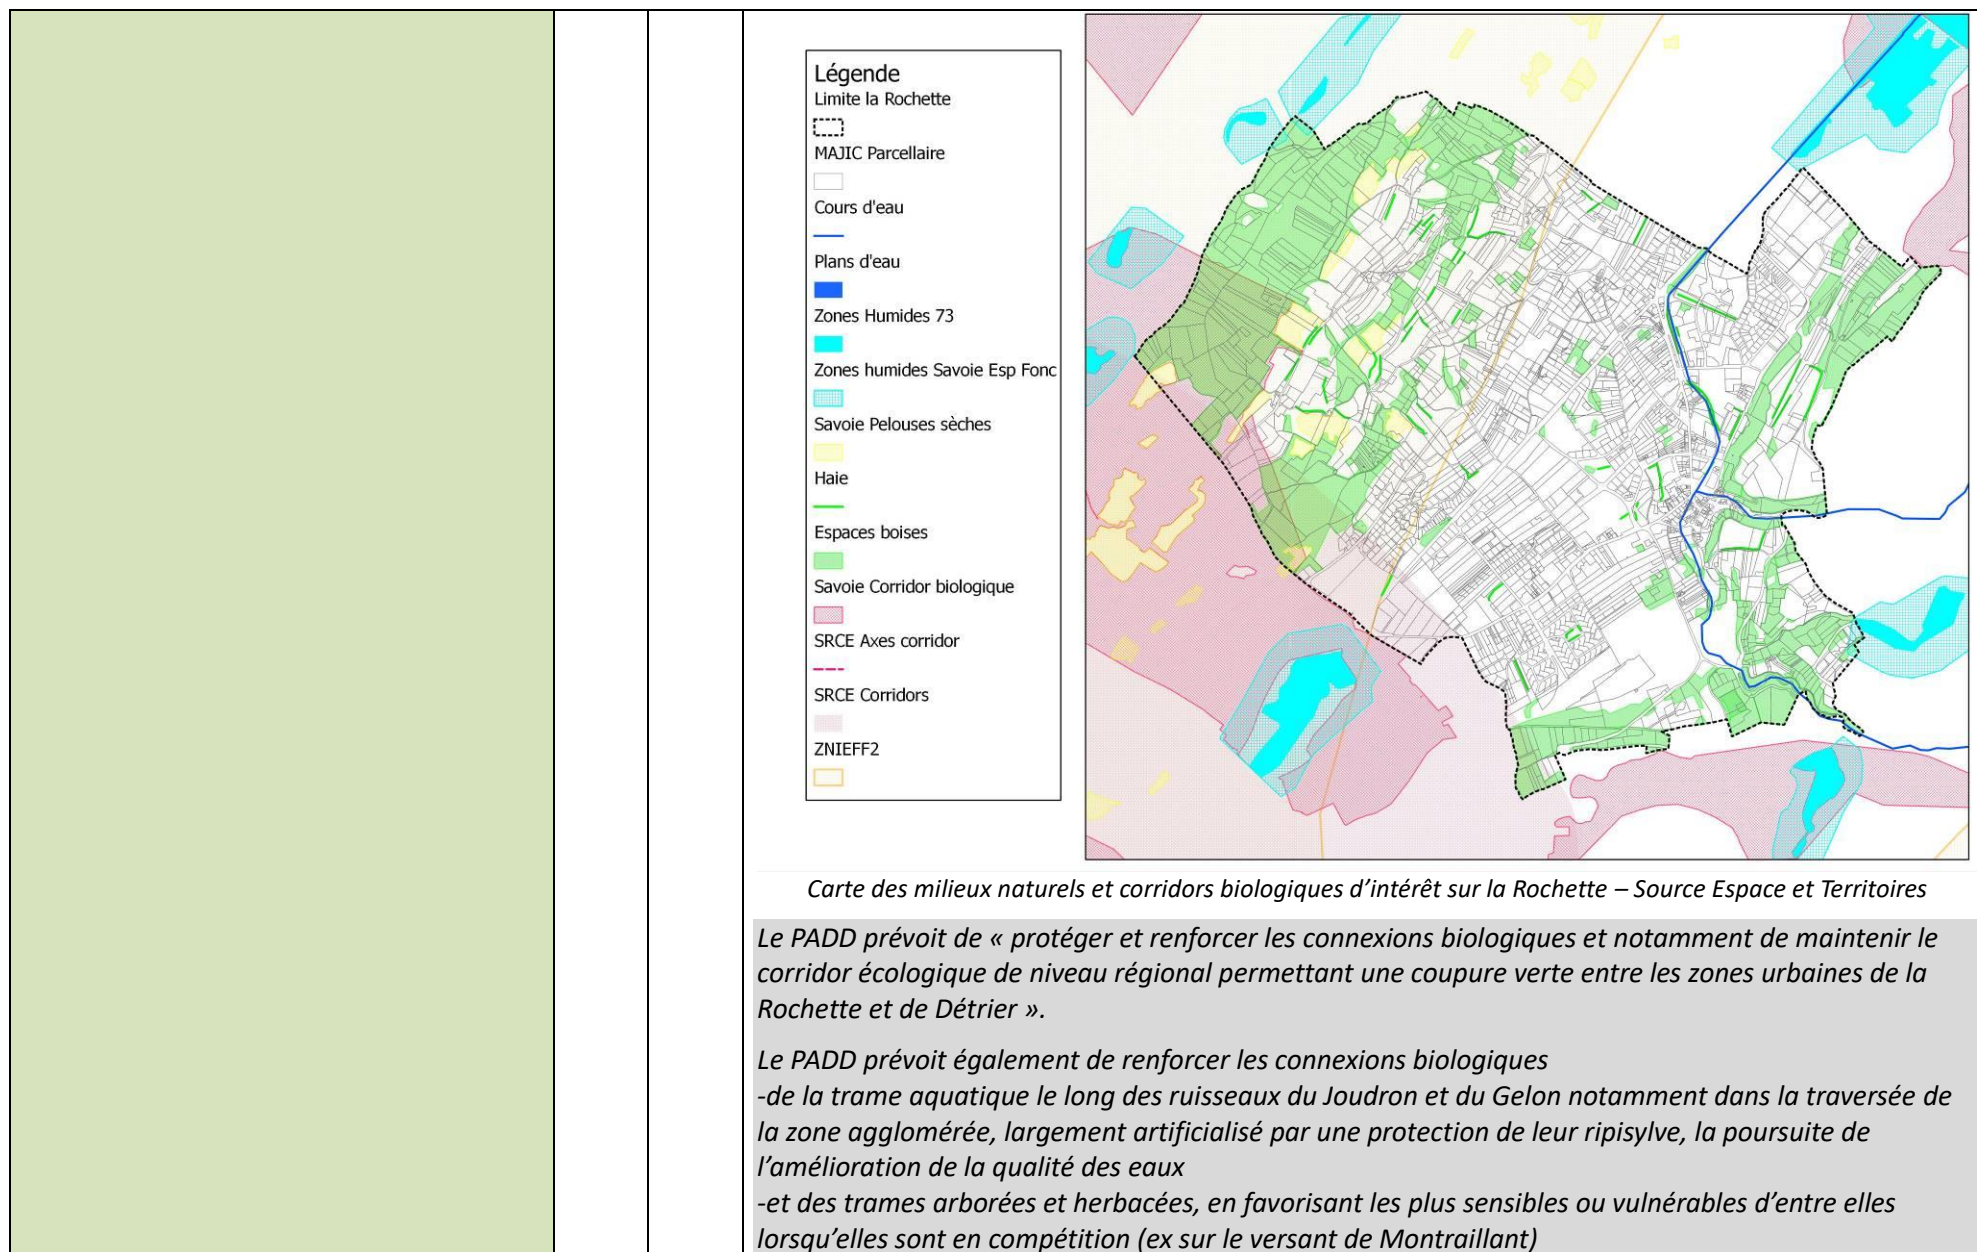 Légende
Limite la Rochette
MAJIC Parcellaire
Cours d'eau
Plans d'eau
Zones Humides 73
Zones humides Savoie Esp Fonc
Savoie Pelouses sèches
Haie
Espaces boises
Savoie Corridor biologique
SRCE Axes corridor
SRCE Corridors
ZNIEFF2
Carte des milieux naturels et corridors biologiques d’intérêt sur la Rochette – Source Espace et Territoires
Le PADD prévoit de « protéger et renforcer les connexions biologiques et notamment de maintenir le
corridor écologique de niveau régional permettant une coupure verte entre les zones urbaines de la
Rochette et de Détrier ».
Le PADD prévoit également de renforcer les connexions biologiques
-de la trame aquatique le long des ruisseaux du Joudron et du Gelon notamment dans la traversée de
la zone agglomérée, largement artificialisé par une protection de leur ripisylve, la poursuite de
l’amélioration de la qualité des eaux
-et des trames arborées et herbacées, en favorisant les plus sensibles ou vulnérables d’entre elles
lorsqu’elles sont en compétition (ex sur le versant de Montraillant)